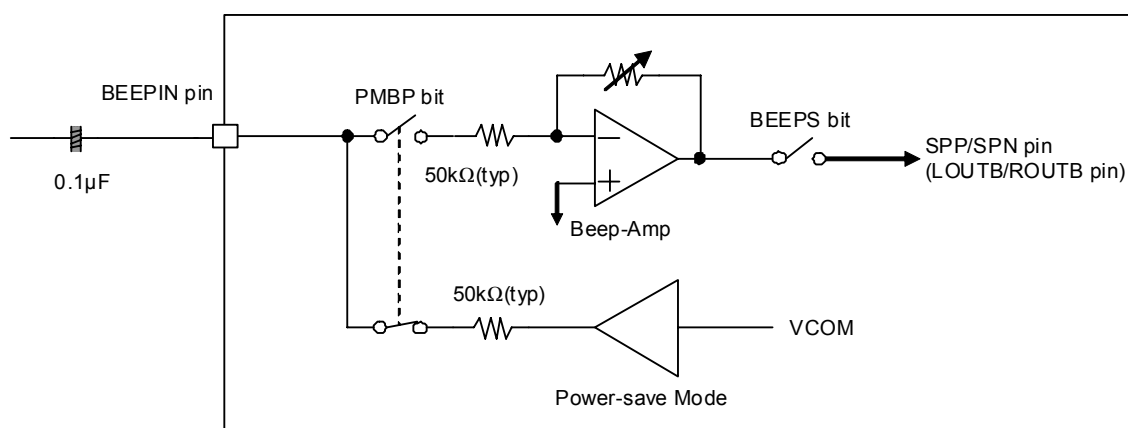 BEEPIN pin
PMBP bit
BEEPS bit
SPP/SPN pin
(LOUTB/ROUTB pin)
0.1μF
50kΩ(typ)
−
+
Beep-Amp
50kΩ(typ)
VCOM
Power-save Mode